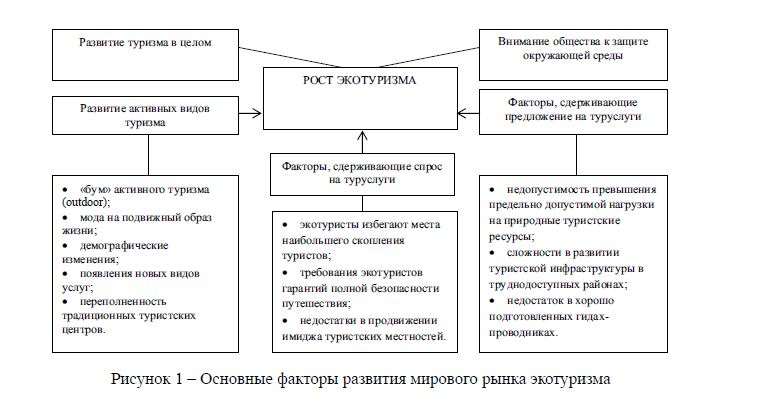 Развитие туризма в целом
Внимание общества к защите
окружающей среды
РОСТ ЭКОТУРИЗМА
Развитие активных видов
туризма
Факторы, сдерживающие
предложение на туруслуги
Факторы, сдерживающие спрос
на туруслуги
• «бум» активного туризма
(outdoor);
• мода на подвижный образ
жизни;
• демографические
изменения;
• появления новых видов
услуг;
• переполненность
традиционных туристских
центров.
• экотуристы избегают места
наибольшего скопления
туристов;
• требования экотуристов
гарантий полной безопасности
путешествия;
• недостатки в продвижении
имиджа туристских местностей.
• недопустимость превышения
предельно допустимой нагрузки
на природные туристские
ресурсы;
• сложности в развитии
туристской инфраструктуры в
труднодоступных районах;
• недостаток в хорошо
подготовленных гидах-
проводниках.
Рисунок 1 – Основные факторы развития мирового рынка экотуризма